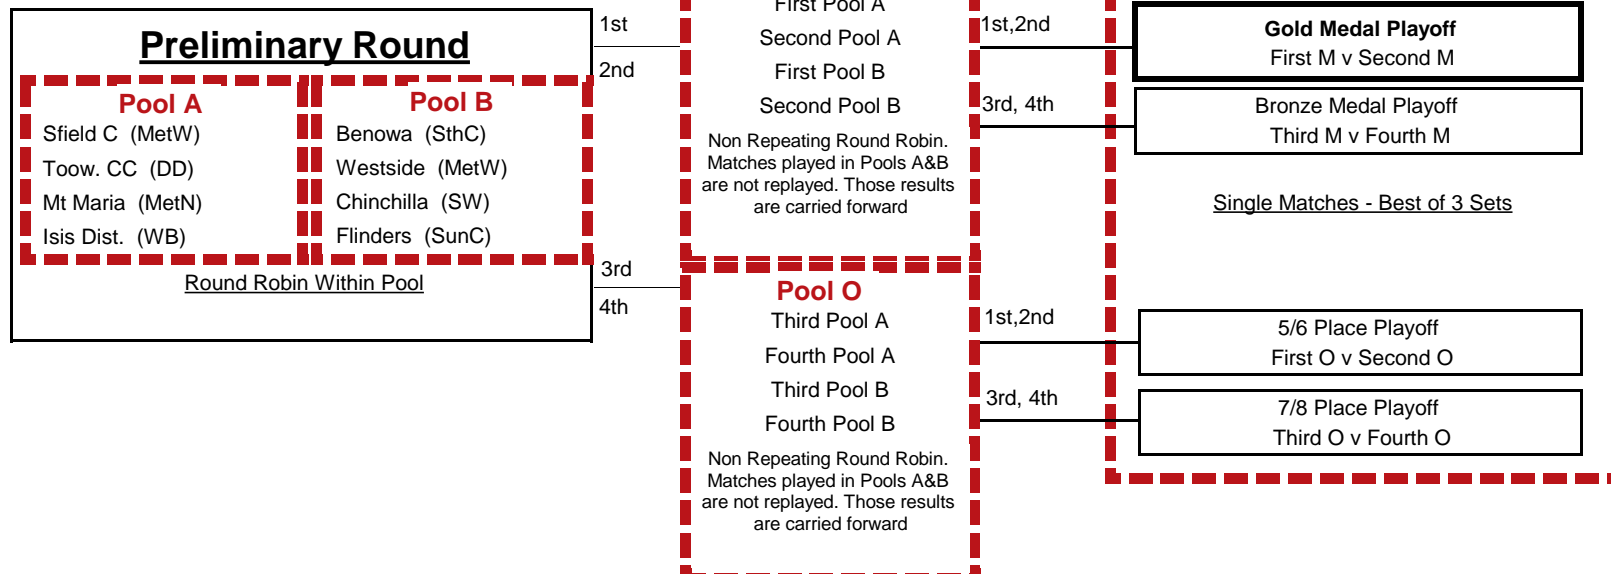 Preliminary Round
Pool A
Sfield C (MetW)
Toow. CC (DD)
Mt Maria (MetN)
Isis Dist. (WB)
Pool B
Benowa (SthC)
Westside (MetW)
Chinchilla (SW)
Flinders (SunC)
Round Robin Within Pool
1st
2nd
3rd
4th
First Pool A
Second Pool A
First Pool B
Second Pool B
Non Repeating Round Robin.
Matches played in Pools A&B
are not replayed. Those results
are carried forward
Pool O
Third Pool A
Fourth Pool A
Third Pool B
Fourth Pool B
Non Repeating Round Robin.
Matches played in Pools A&B
are not replayed. Those results
are carried forward
1st,2nd
3rd, 4th
1st,2nd
3rd, 4th
Gold Medal Playoff
First M v Second M
Bronze Medal Playoff
Third M v Fourth M
Single Matches - Best of 3 Sets
5/6 Place Playoff
First O v Second O
7/8 Place Playoff
Third O v Fourth O